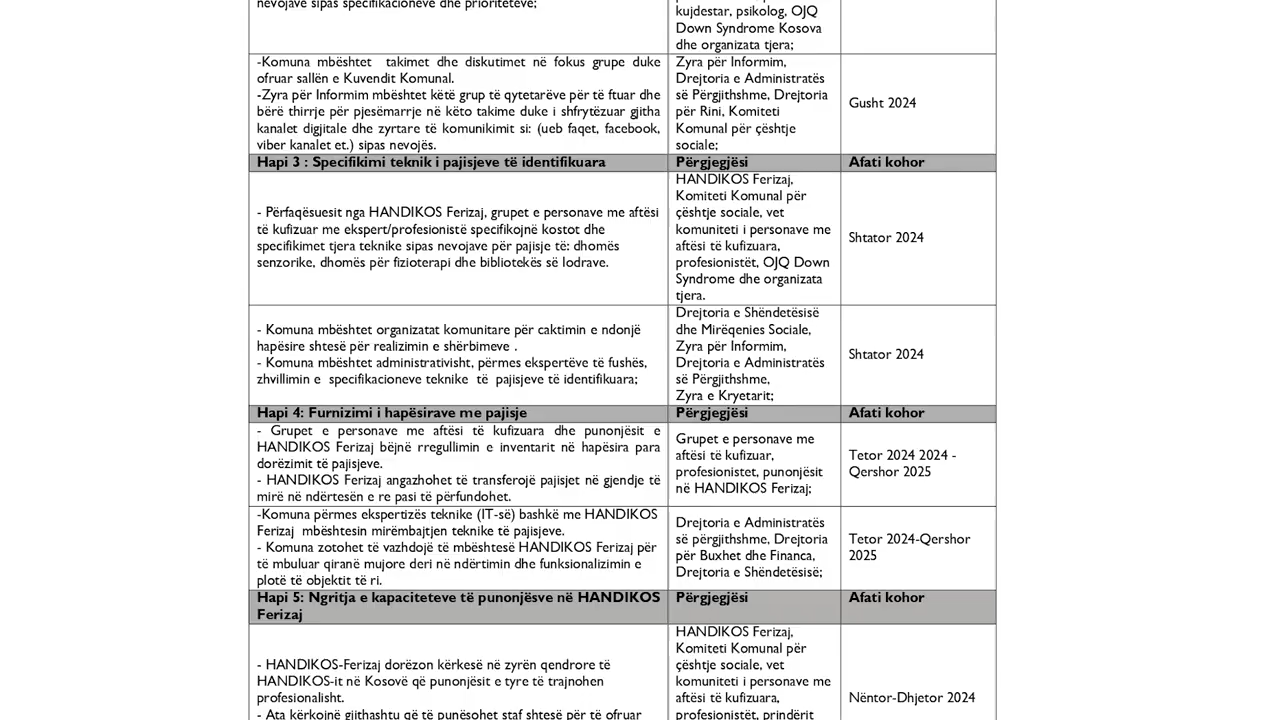 nevojave sipas specifikacioneve dhe prioriteteve;
kujdestar, psikolog, OJQ
Down Syndrome Kosova
dhe organizata tjera;
-Komuna mbështet takimet dhe diskutimet në fokus grupe duke
ofruar sallën e Kuvendit Komunal.
-Zyra për Informim mbështet këtë grup të qytetarëve për të ftuar dhe
bërë thirrje për pjesëmarrje në këto takime duke i shfrytëzuar gjitha
kanalet digjitale dhe zyrtare të komunikimit si: (ueb faqet, facebook,
viber kanalet et.) sipas nevojës.
Zyra për Informim,
Drejtoria e Administratës
së Përgjithshme, Drejtoria
për Rini, Komiteti
Komunal për çështje
sociale;
Gusht 2024
Hapi 3 : Specifikimi teknik i pajisjeve të identifikuara
Përgjegjësi
Afati kohor
- Përfaqësuesit nga HANDIKOS Ferizaj, grupet e personave me aftësi
të kufizuar me ekspert/profesionistë specifikojnë kostot dhe
specifikimet tjera teknike sipas nevojave për pajisje të: dhomës
senzorike, dhomës për fizioterapi dhe bibliotekës së lodrave.
HANDIKOS Ferizaj,
Komiteti Komunal për
çështje sociale, vet
komuniteti i personave me
aftësi të kufizuara,
profesionistët, OJQ Down
Syndrome dhe organizata
tjera.
Shtator 2024
- Komuna mbështet organizatat komunitare për caktimin e ndonjë
hapësire shtesë për realizimin e shërbimeve .
- Komuna mbështet administrativisht, përmes ekspertëve të fushës,
zhvillimin e specifikacioneve teknike të pajisjeve të identifikuara;
Drejtoria e Shëndetësisë
dhe Mirëqenies Sociale,
Zyra për Informim,
Drejtoria e Administratës
së Përgjithshme,
Zyra e Kryetarit;
Shtator 2024
Hapi 4: Furnizimi i hapësirave me pajisje
Përgjegjësi
Afati kohor
- Grupet e personave me aftësi të kufizuara dhe punonjësit e
HANDIKOS Ferizaj bëjnë rregullimin e inventarit në hapësira para
dorëzimit të pajisjeve.
- HANDIKOS Ferizaj angazhohet të transferojë pajisjet në gjendje të
mirë në ndërtesën e re pasi të përfundohet.
Grupet e personave me
aftësi të kufizuar,
profesionistet, punonjësit
në HANDIKOS Ferizaj;
Tetor 2024 2024 -
Qershor 2025
-Komuna përmes ekspertizës teknike (IT-së) bashkë me HANDIKOS
Ferizaj mbështesin mirëmbajtjen teknike të pajisjeve.
- Komuna zotohet të vazhdojë të mbështesë HANDIKOS Ferizaj për
të mbuluar qiranë mujore deri në ndërtimin dhe funksionalizimin e
plotë të objektit të ri.
Drejtoria e Administratës
së përgjithshme, Drejtoria
për Buxhet dhe Financa,
Drejtoria e Shëndetësisë;
Tetor 2024-Qershor
2025
Hapi 5: Ngritja e kapaciteteve të punonjësve në HANDIKOS
Ferizaj
Përgjegjësi
Afati kohor
- HANDIKOS-Ferizaj dorëzon kërkesë në zyrën qendrore të
HANDIKOS-it në Kosovë që punonjësit e tyre të trajnohen
profesionalisht.
- Ata kërkojnë gjithashtu që të punësohet staf shtesë për të ofruar
HANDIKOS Ferizaj,
Komiteti Komunal për
çështje sociale, vet
komuniteti i personave me
aftësi të kufizuara,
profesionistët, prindërit
Nëntor-Dhjetor 2024